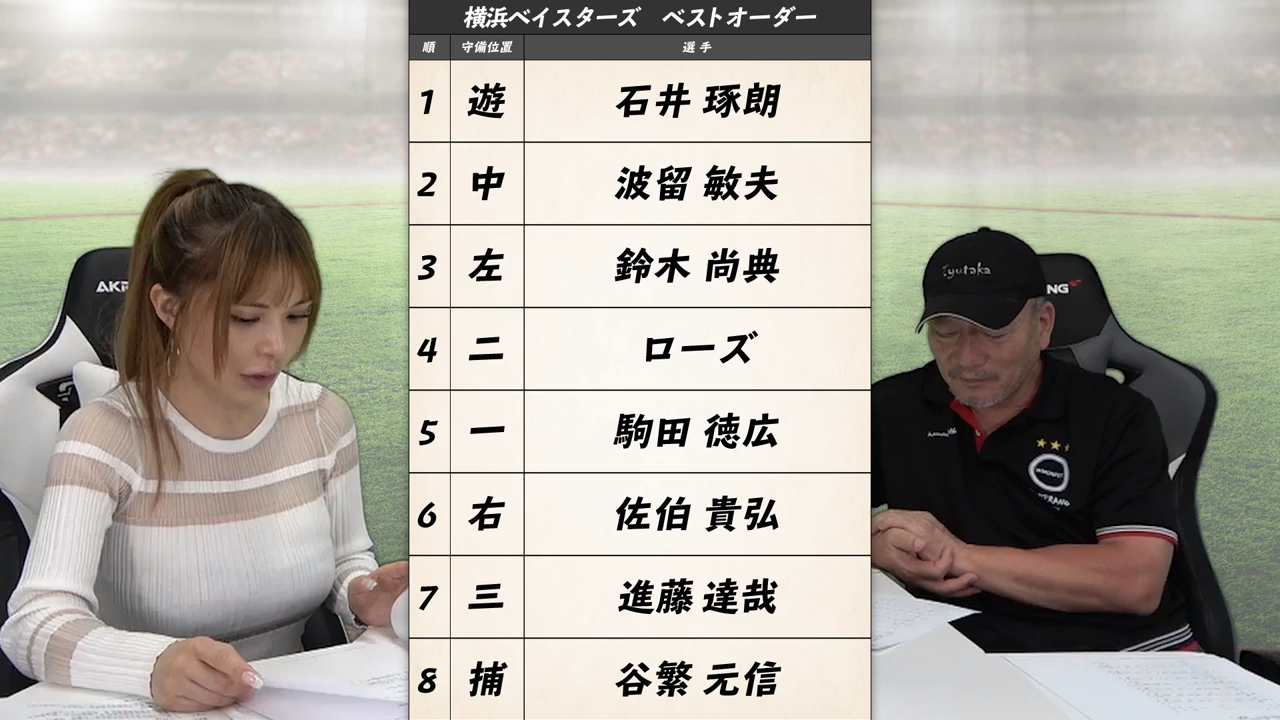 横浜ベイスターズ　ベストオーダー
順 守備位置 選手
1 遊 石井 琢朗
2 中 波留 敏夫
3 左 鈴木 尚典
4 二 ローズ
5 一 駒田 徳広
6 右 佐伯 貴弘
7 三 進藤 達哉
8 捕 谷繁 元信